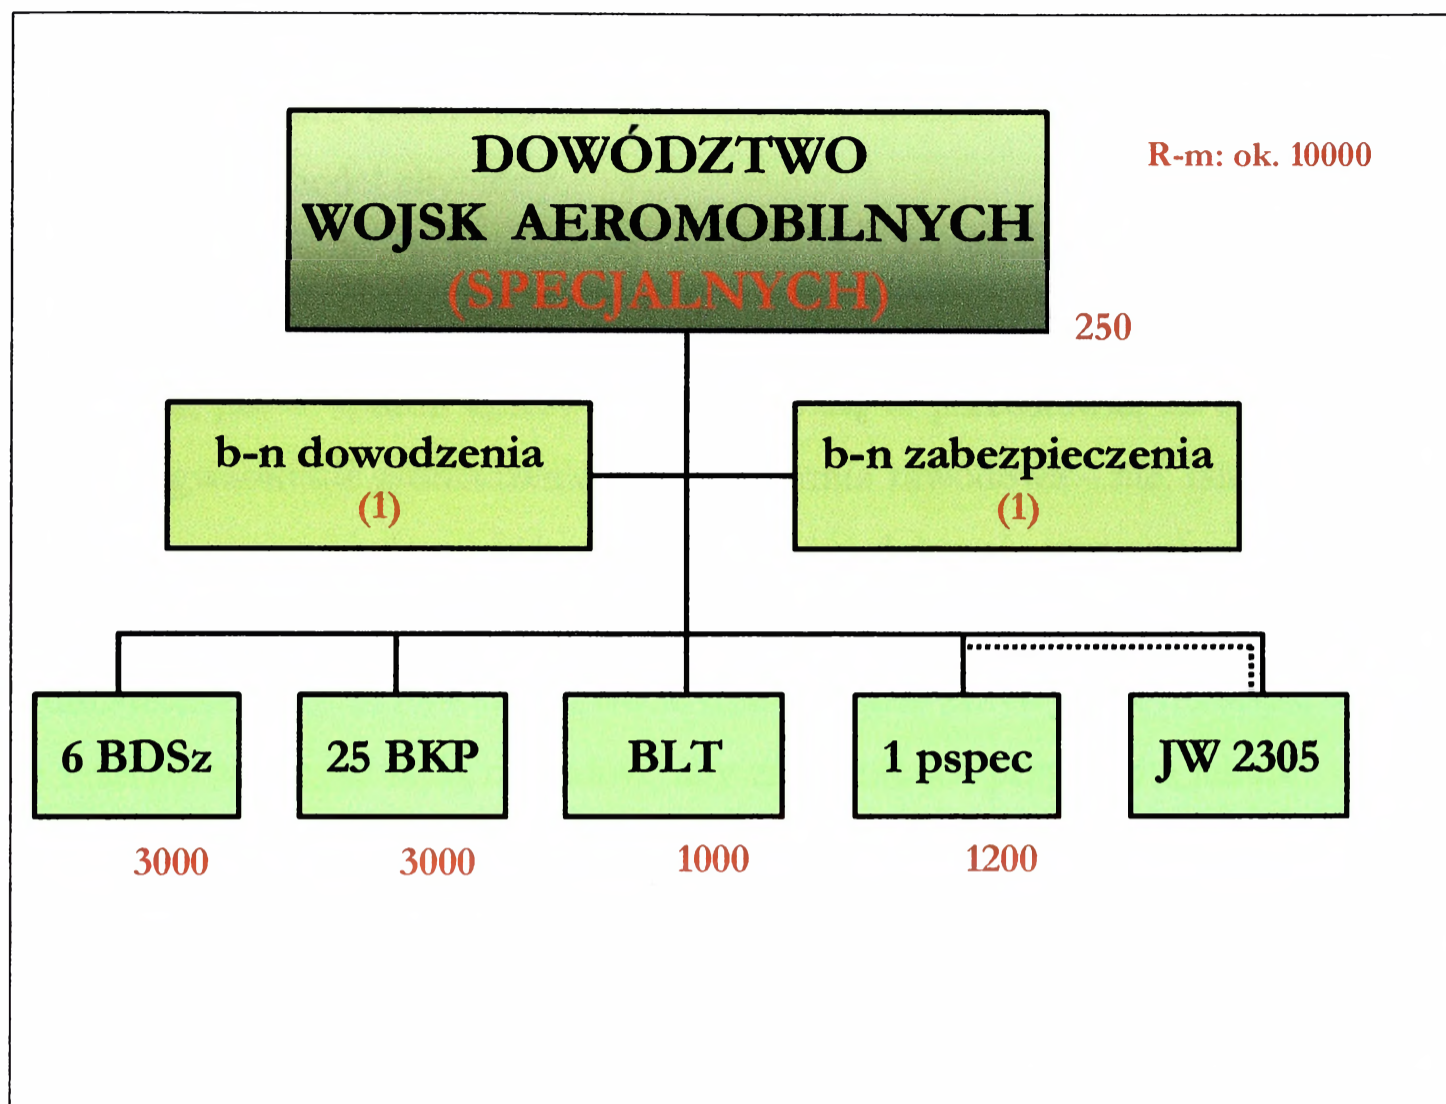 DOWÓDZTWO
WOJSK AEROMOBILNYCH
(SPECJALNYCH)
R-m: ok. 10000
250
b-n dowodzenia
(1)
b-n zabezpieczenia
(1)
6 BDSz
25 BKP
BLT
1 pspec
JW 2305
3000
3000
1000
1200